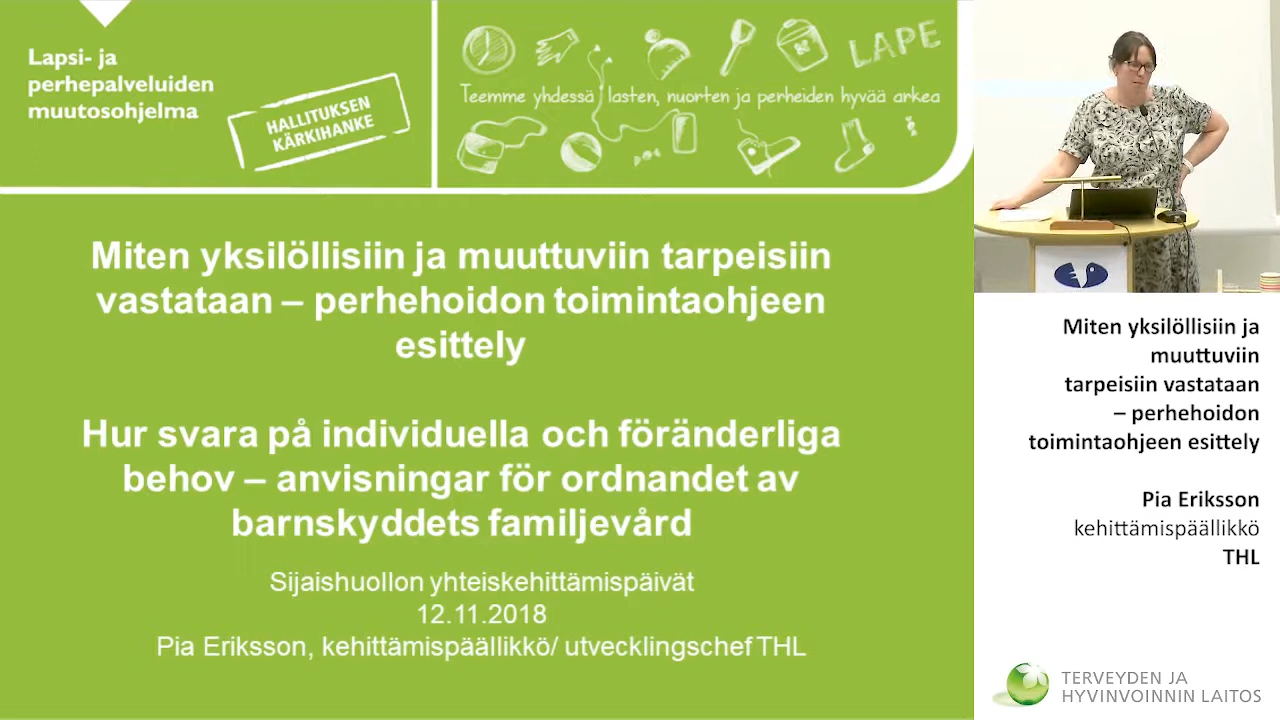 Lapsi- ja
perhepalveluiden
muutosohjelma
HALLITUKSEN
KÄRKIHANKE
LAPE
Teemme yhdessä lasten, nuorten ja perheiden hyvää arkea
Miten yksilöllisiin ja muuttuviin tarpeisiin
vastataan – perhehoidon toimintaohjeen
esittely
Hur svara på individuella och föränderliga
behov – anvisningar för ordnandet av
barnskyddets familjevård
Sijaishuollon yhteiskehittämispäivät
12.11.2018
Pia Eriksson, kehittämispäällikkö/ utvecklingschef THL
Miten yksilöllisiin ja
muuttuviin
tarpeisiin vastataan
– perhehoidon
toimintaohjeen esittely
Pia Eriksson
kehittämispäällikkö
THL
TERVEYDEN JA
HYVINVOINNIN LAITOS